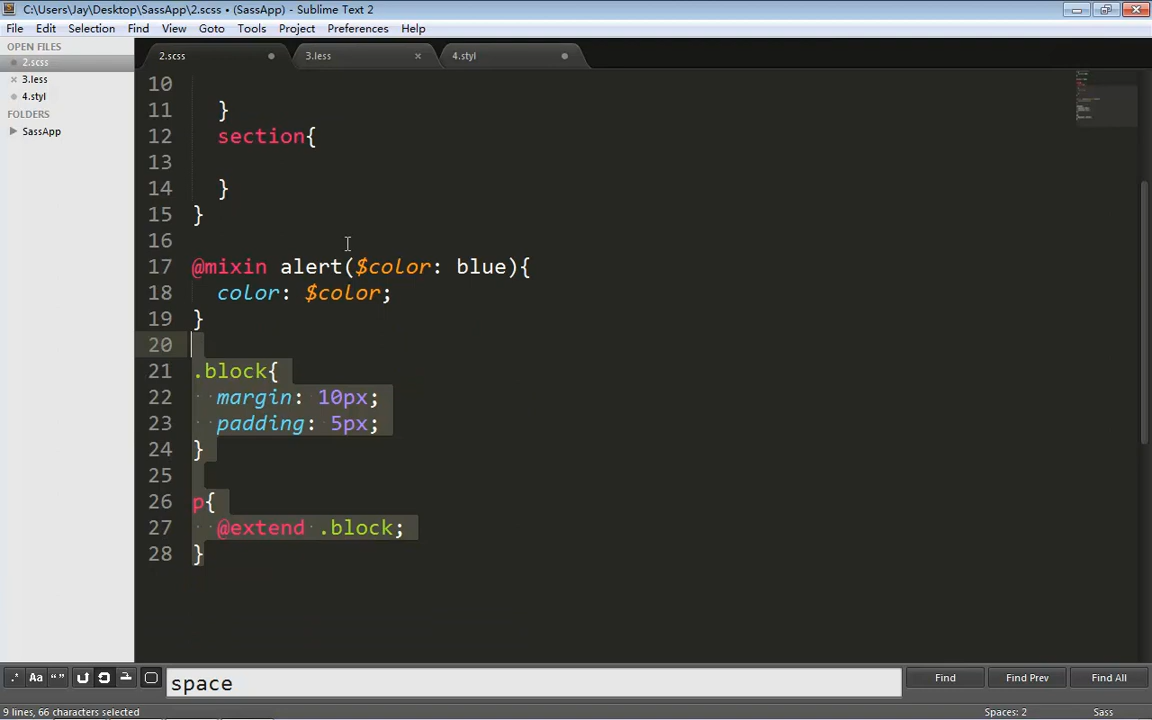 C:\Users\Jay\Desktop\SassApp\2.scss • (SassApp) - Sublime Text 2
File Edit Selection Find View Goto Tools Project Preferences Help
OPEN FILES
2.scss
3.less
4.styl
FOLDERS
SassApp
2.scss 3.less 4.styl
10
11 }
12 section{
13
14 }
15 }
16
17 @mixin alert($color: blue){
18 color: $color;
19 }
20
21 .block{
22 margin: 10px;
23 padding: 5px;
24 }
25
26 p{
27 @extend .block;
28 }
.* Aa “ ” space Find Find Prev Find All
9 lines, 66 characters selected Spaces: 2 Sass